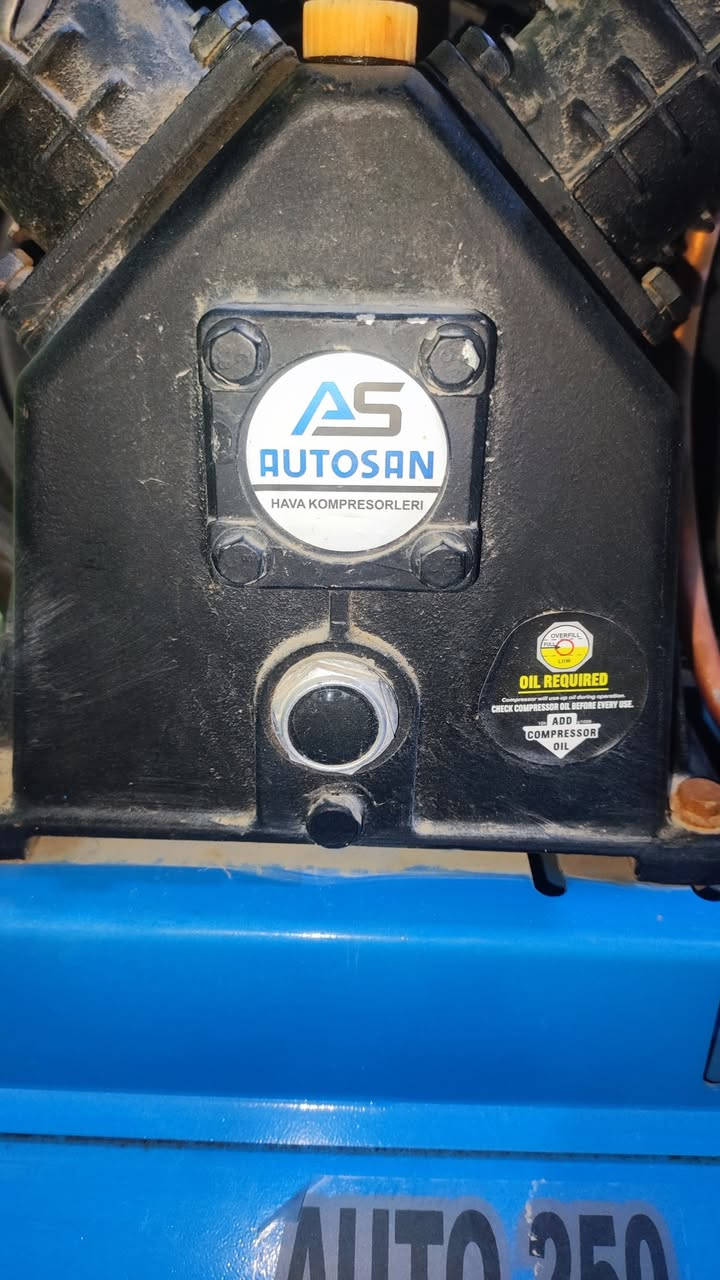 AS
AUTOSAN
HAVA KOMPRESORLERI
OVERFILL
FULL
LOW
OIL REQUIRED
Compressor will use up oil during operation.
CHECK COMPRESSOR OIL BEFORE EVERY USE.
ADD
COMPRESSOR
OIL
AUTO 250